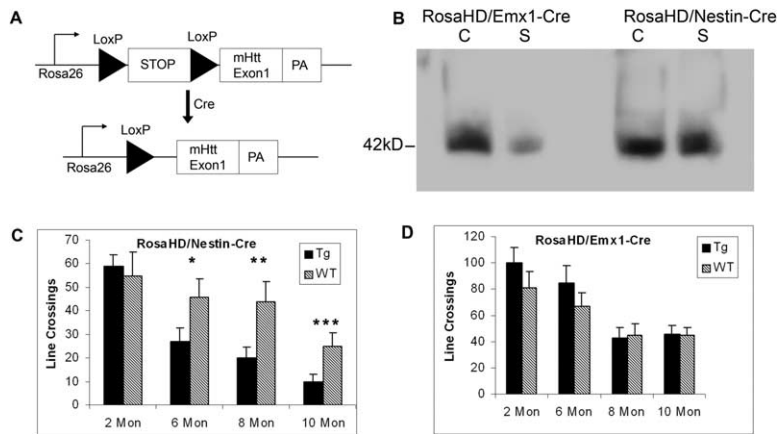 A
LoxP LoxP
Rosa26 STOP mHtt Exon1 PA
Cre
LoxP
Rosa26 mHtt Exon1 PA
B
RosaHD/Emx1-Cre RosaHD/Nestin-Cre
C S C S
42kD
C
RosaHD/Nestin-Cre
Line Crossings
70
60
50
40
30
20
10
0
* ** ***
Tg
WT
2 Mon 6 Mon 8 Mon 10 Mon
D
RosaHD/Emx1-Cre
Line Crossings
120
100
80
60
40
20
0
Tg
WT
2 Mon 6 Mon 8 Mon 10 Mon